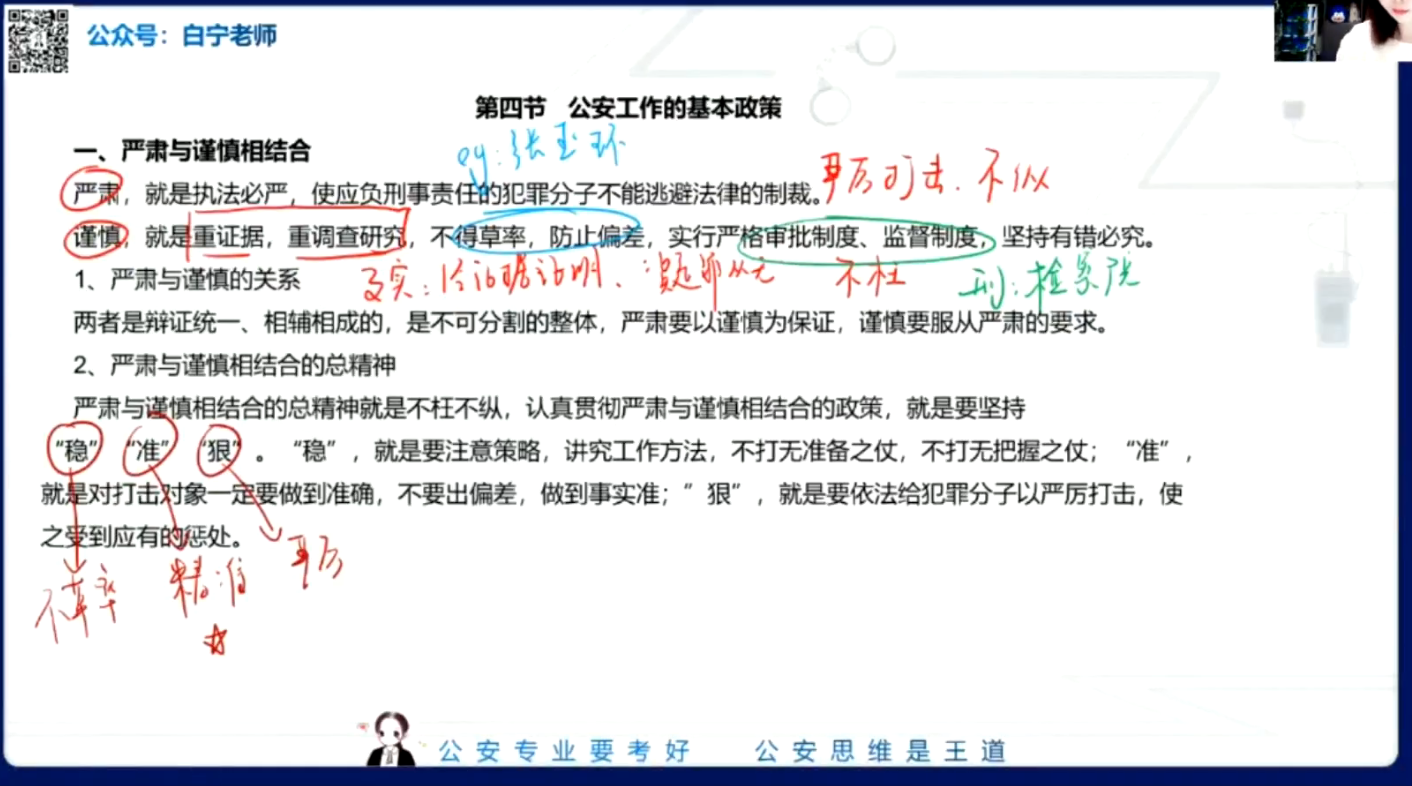 公众号：白宁老师
第四节　公安工作的基本政策
一、严肃与谨慎相结合
eg:张玉环
严肃，就是执法必严，使应负刑事责任的犯罪分子不能逃避法律的制裁。
严厉打击.不纵
谨慎，就是重证据，重调查研究，不得草率，防止偏差，实行严格审批制度、监督制度，坚持有错必究。
1、严肃与谨慎的关系
疑罪从无
不枉
刑：检察院
两者是辩证统一、相辅相成的，是不可分割的整体，严肃要以谨慎为保证，谨慎要服从严肃的要求。
2、严肃与谨慎相结合的总精神
严肃与谨慎相结合的总精神就是不枉不纵，认真贯彻严肃与谨慎相结合的政策，就是要坚持
“稳”“准”“狠”。“稳”，就是要注意策略，讲究工作方法，不打无准备之仗，不打无把握之仗；“准”，
就是对打击对象一定要做到准确，不要出偏差，做到事实准；”狠”，就是要依法给犯罪分子以严厉打击，使
之受到应有的惩处。
不草率
精准
严厉
公安专业要考好　公安思维是王道